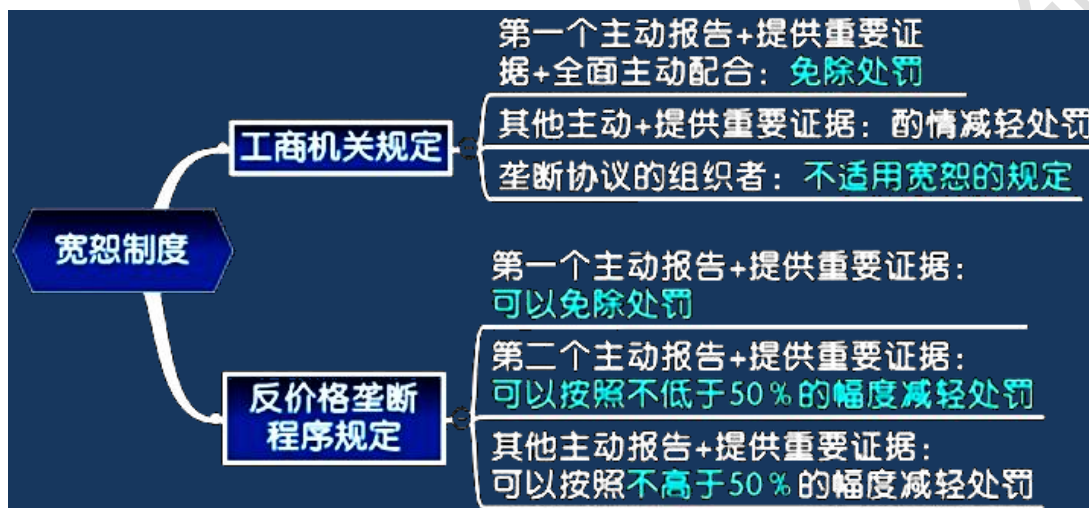 第一个主动报告+提供重要证
据+全面主动配合：免除处罚
工商机关规定
其他主动+提供重要证据：酌情减轻处罚
垄断协议的组织者：不适用宽恕的规定
宽恕制度
第一个主动报告+提供重要证据：
可以免除处罚
反价格垄断
程序规定
第二个主动报告+提供重要证据：
可以按照不低于50%的幅度减轻处罚
其他主动报告+提供重要证据：
可以按照不高于50%的幅度减轻处罚